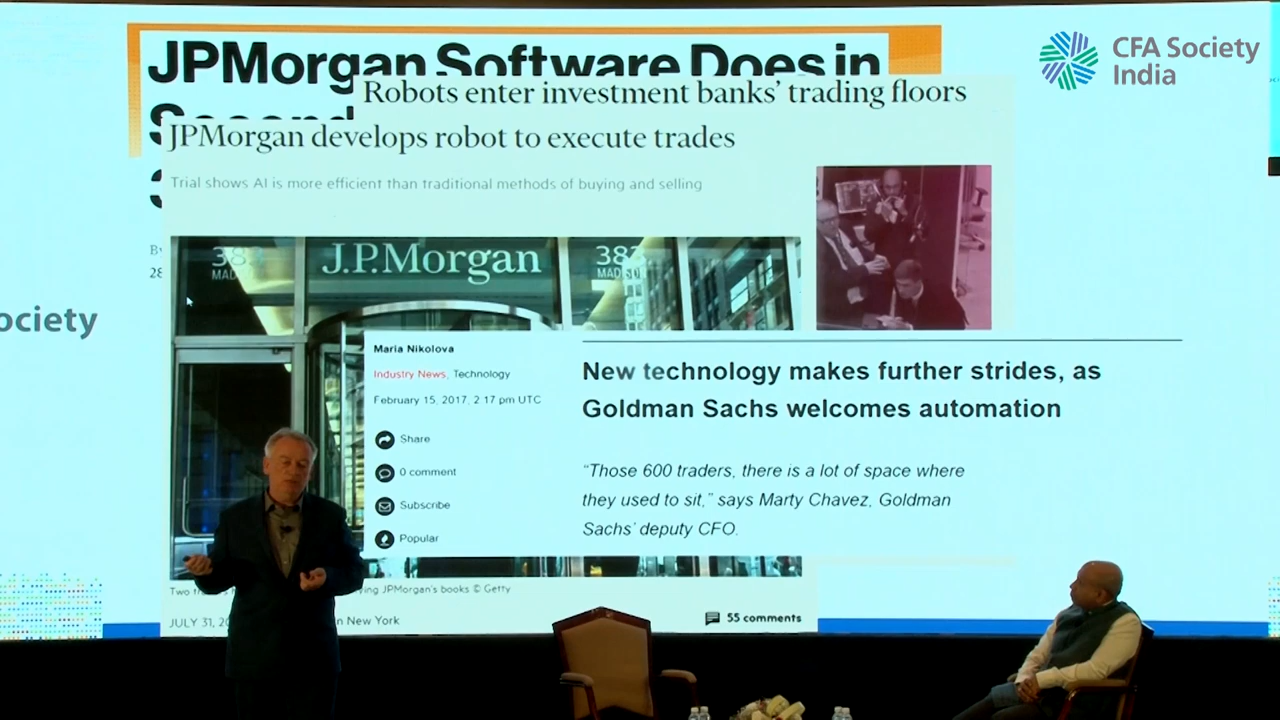 JPMorgan Software Does in
CFA Society
India
Robots enter investment banks' trading floors
JPMorgan develops robot to execute trades
Trial shows AI is more efficient than traditional methods of buying and selling
J.P.Morgan
383
MADISON
ociety
Maria Nikolova
Industry News, Technology
February 15, 2017, 2:17 pm UTC
Share
0 comment
Subscribe
Popular
New technology makes further strides, as
Goldman Sachs welcomes automation
“Those 600 traders, there is a lot of space where
they used to sit,” says Marty Chavez, Goldman
Sachs’ deputy CFO.
Two
JPMorgan's books © Getty
JULY 31,
New York
55 comments